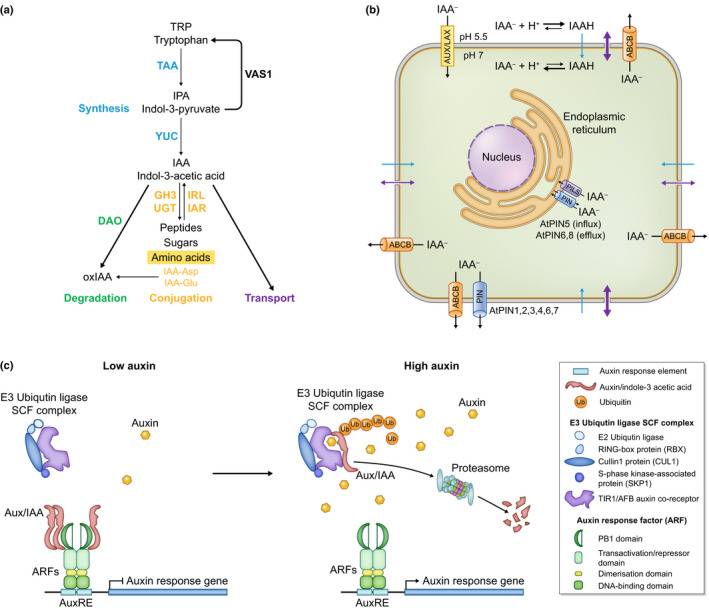 (a)
TRP
Tryptophan
TAA
VAS1
IPA
Synthesis
Indol-3-pyruvate
YUC
IAA
Indol-3-acetic acid
GH3 IRL
UGT IAR
DAO
Peptides
Sugars
Amino acids
oxIAA
IAA-Asp
IAA-Glu
Degradation Conjugation Transport
(b)
IAA⁻
IAA⁻ + H⁺ IAAH
pH 5.5
AUX/LAX
pH 7
IAA⁻ + H⁺ IAAH
ABCB
IAA⁻
Endoplasmic
reticulum
Nucleus
PILS
IAA⁻
PIN
IAA⁻
AtPIN5 (influx)
AtPIN6,8 (efflux)
ABCB IAA⁻
IAA⁻ ABCB
IAA⁻
ABCB
PIN
AtPIN1,2,3,4,6,7
(c)
Low auxin
E3 Ubiqutin ligase
SCF complex
Auxin
Aux/IAA
ARFs
AuxRE
Auxin response gene
High auxin
E3 Ubiqutin ligase
SCF complex
Ub Ub Ub Ub Ub Ub
Ub
Auxin
Aux/IAA
Proteasome
ARFs
AuxRE
Auxin response gene
Auxin response element
Auxin/indole-3 acetic acid
Ub Ubiquitin
E3 Ubiqutin ligase SCF complex
E2 Ubiqutin ligase
RING-box protein (RBX)
Cullin1 protein (CUL1)
S-phase kinase-associated
protein (SKP1)
TIR1/AFB auxin co-receptor
Auxin response factor (ARF)
PB1 domain
Transactivation/repressor
domain
Dimerisation domain
DNA-binding domain